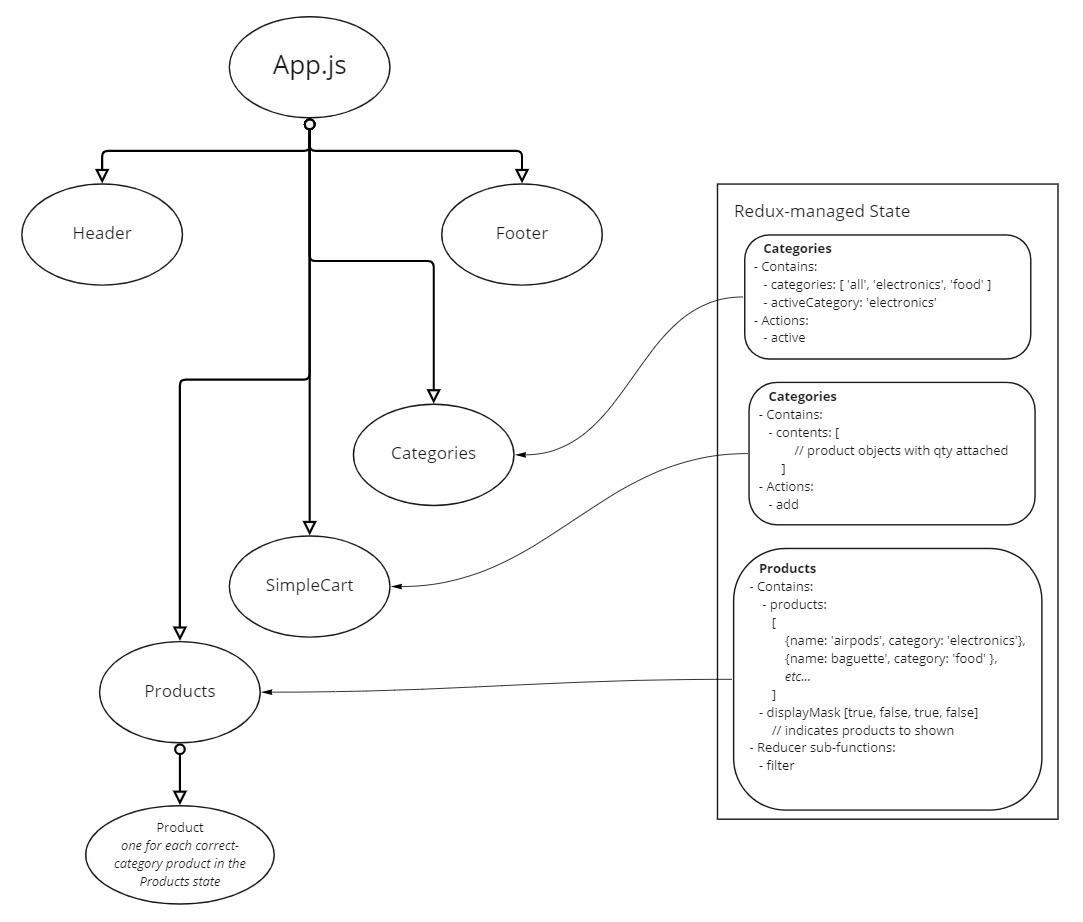 App.js
Header
Footer
Categories
SimpleCart
Products
Product
one for each correct-
category product in the
Products state
Redux-managed State
Categories
- Contains:
- categories: [ 'all', 'electronics', 'food' ]
- activeCategory: 'electronics'
- Actions:
- active
Categories
- Contains:
- contents: [
// product objects with qty attached
]
- Actions:
- add
Products
- Contains:
- products:
[
{name: 'airpods', category: 'electronics'},
{name: baguette', category: 'food' },
etc...
]
- displayMask [true, false, true, false]
// indicates products to shown
- Reducer sub-functions:
- filter